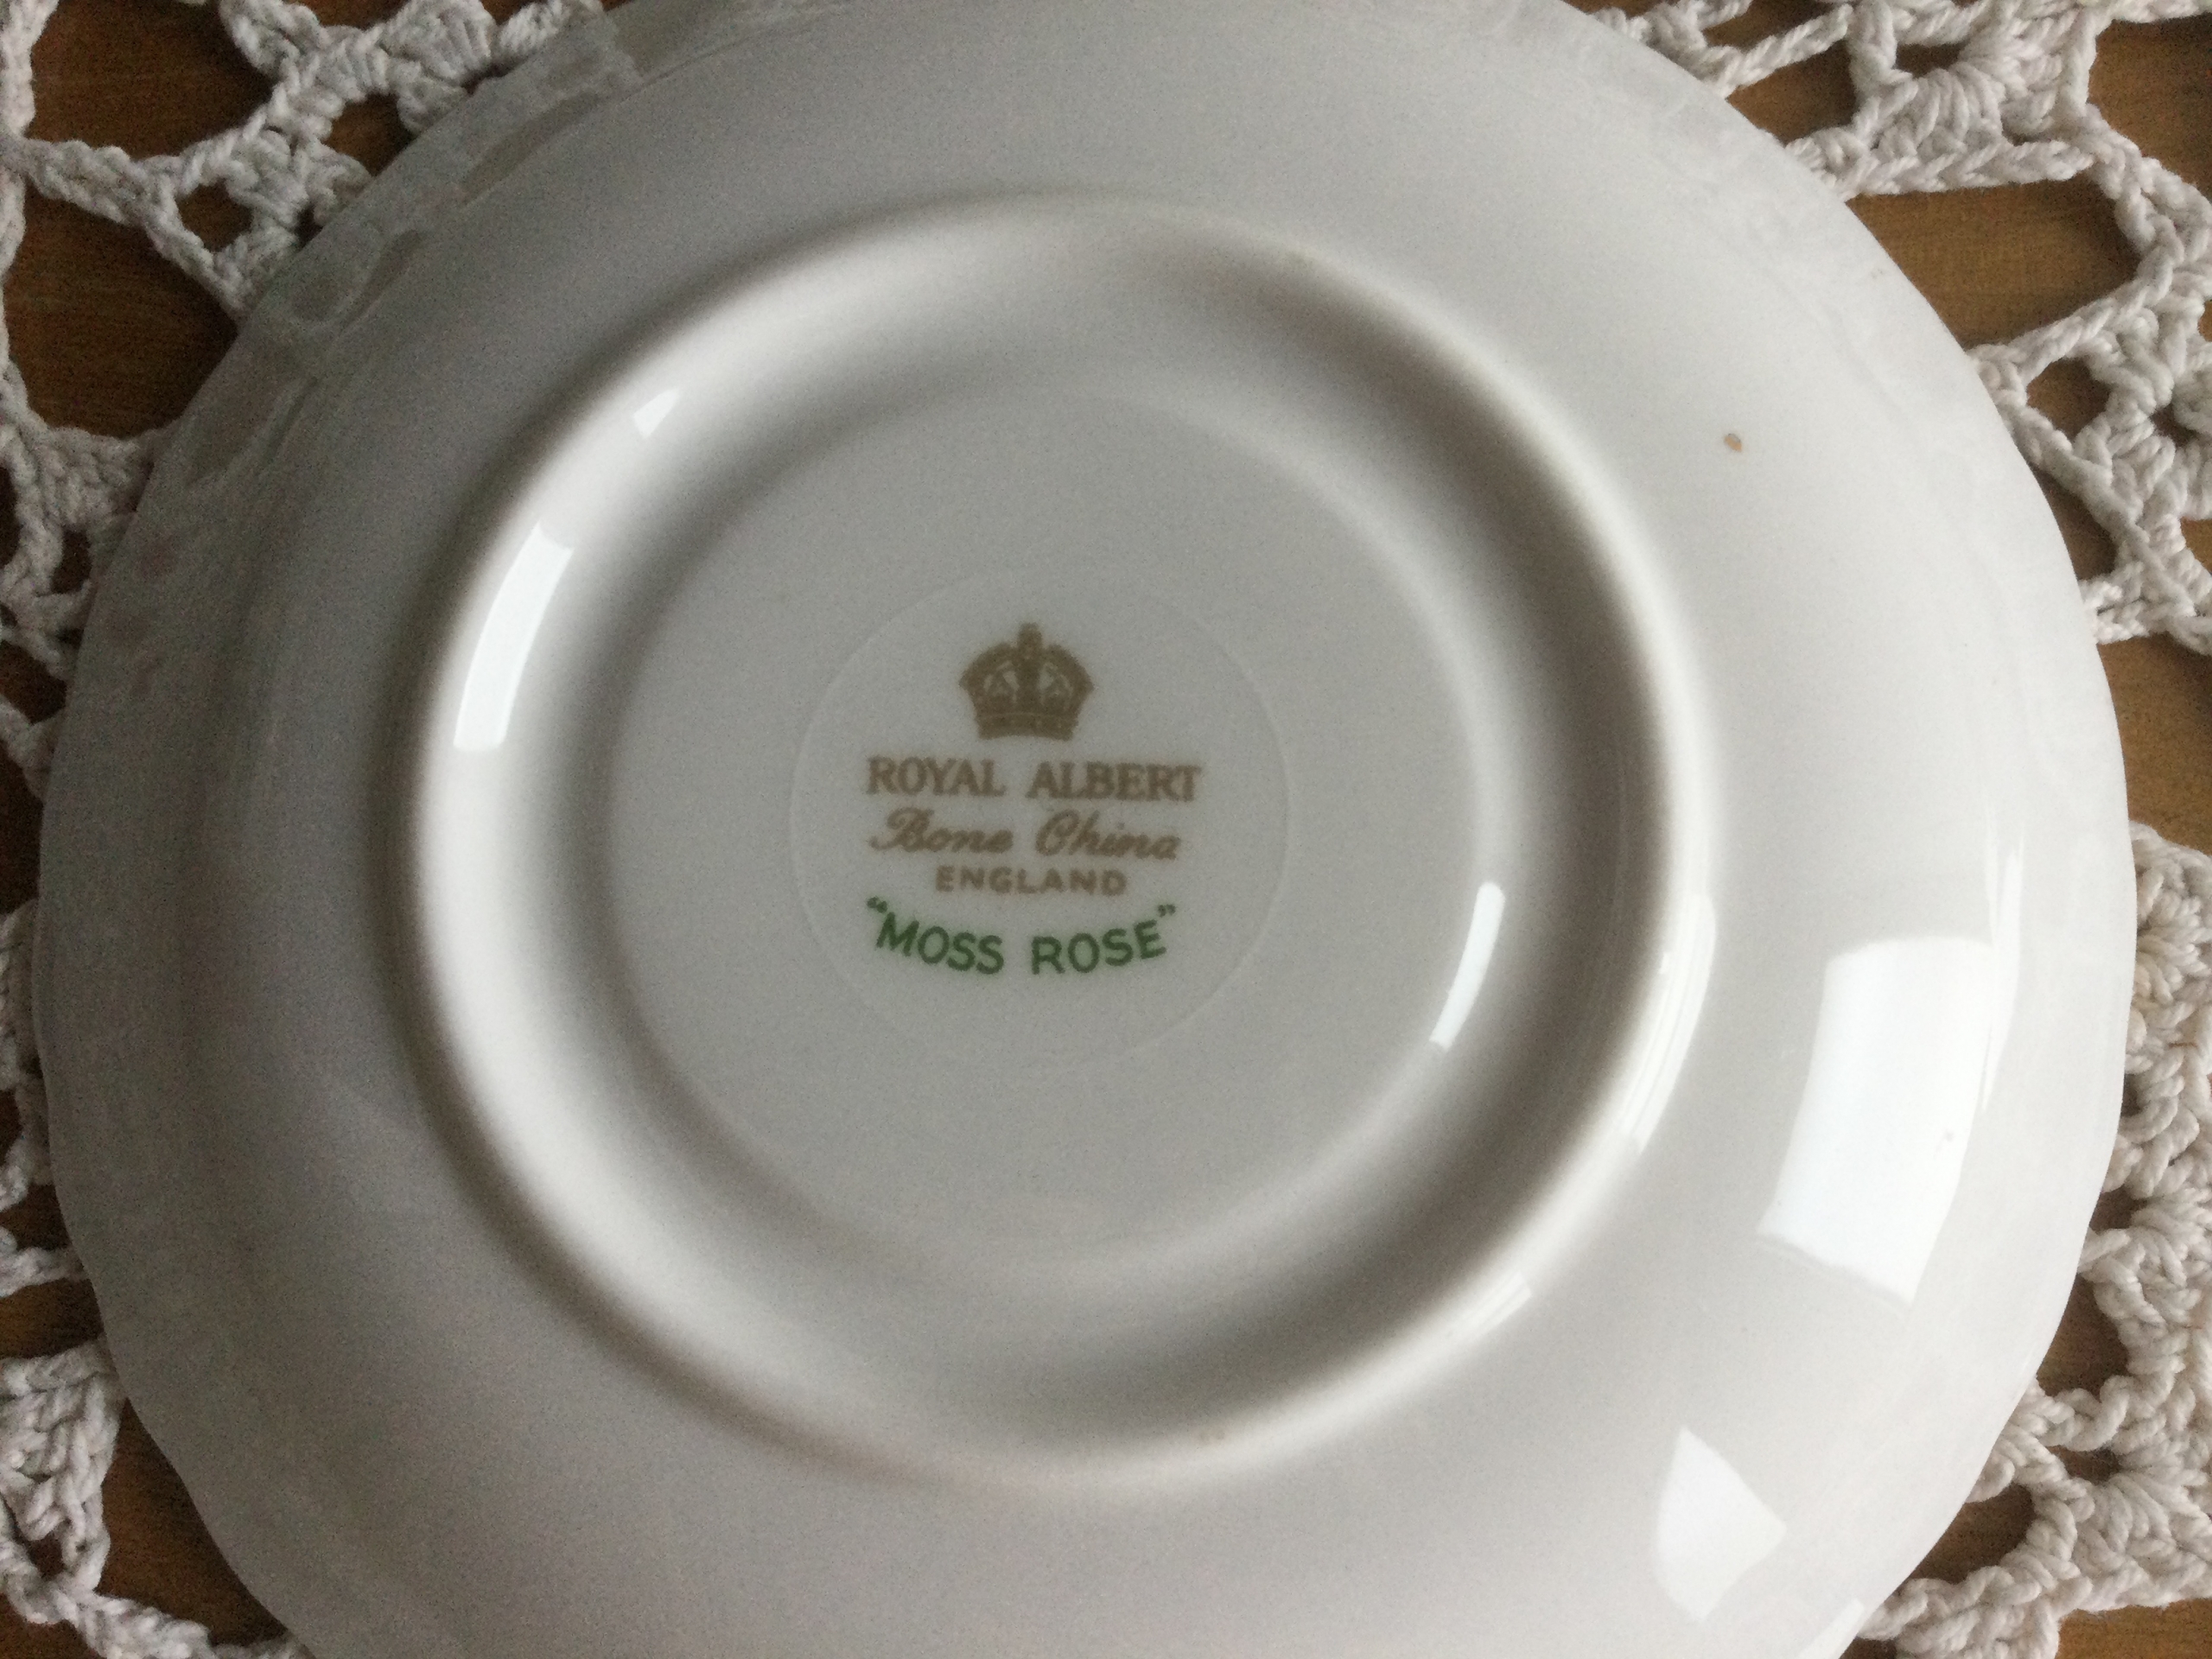 ROYAL ALBERT
Bone China
ENGLAND
“MOSS ROSE”